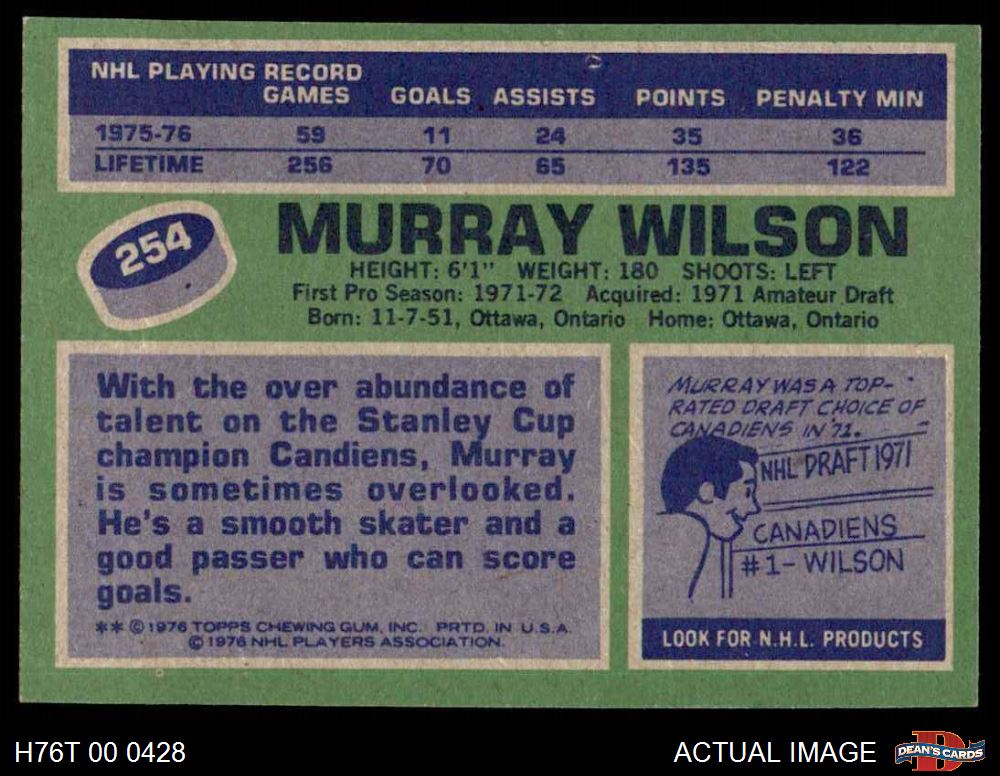 NHL PLAYING RECORD
GAMES GOALS ASSISTS POINTS PENALTY MIN
1975-76 59 11 24 35 36
LIFETIME 256 70 65 135 122
254
MURRAY WILSON
HEIGHT: 6'1" WEIGHT: 180 SHOOTS: LEFT
First Pro Season: 1971-72 Acquired: 1971 Amateur Draft
Born: 11-7-51, Ottawa, Ontario Home: Ottawa, Ontario
With the over abundance of
talent on the Stanley Cup
champion Candiens, Murray
is sometimes overlooked.
He's a smooth skater and a
good passer who can score
goals.
** © 1976 TOPPS CHEWING GUM, INC. PRTD. IN U.S.A.
© 1976 NHL PLAYERS ASSOCIATION.
MURRAY WAS A TOP-
RATED DRAFT CHOICE OF
CANADIENS IN '71.
NHL DRAFT 1971
CANADIENS
#1- WILSON
LOOK FOR N.H.L. PRODUCTS
H76T 00 0428
ACTUAL IMAGE
D
DEAN'S CARDS